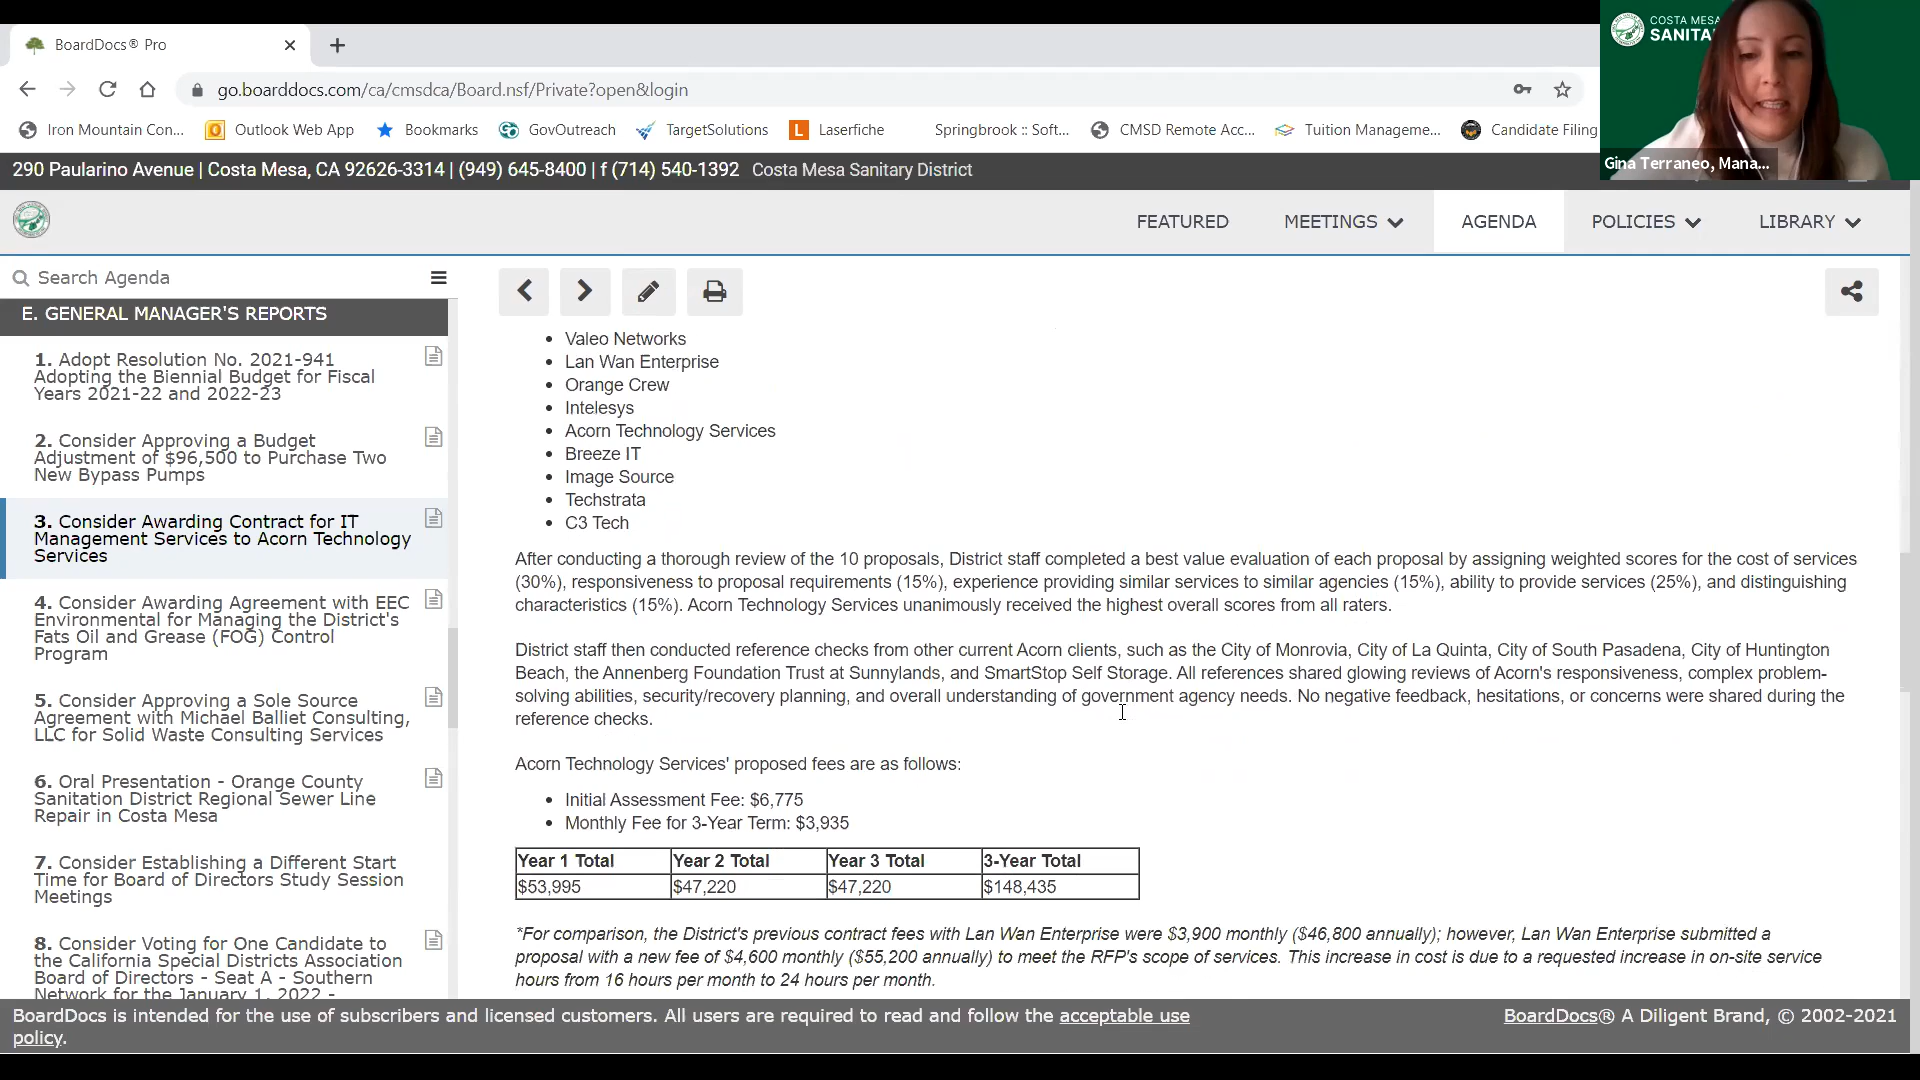 BoardDocs® Pro
go.boarddocs.com/ca/cmsdca/Board.nsf/Private?open&login
Iron Mountain Con...
Outlook Web App
Bookmarks
GovOutreach
TargetSolutions
Laserfiche
Springbrook :: Soft...
CMSD Remote Acc...
Tuition Manageme...
Candidate Filing
COSTA MESA
SANITA
Gina Terraneo, Mana...
290 Paularino Avenue | Costa Mesa, CA 92626-3314 | (949) 645-8400 | f (714) 540-1392 Costa Mesa Sanitary District
FEATURED
MEETINGS
AGENDA
POLICIES
LIBRARY
Search Agenda
E. GENERAL MANAGER'S REPORTS
1. Adopt Resolution No. 2021-941
Adopting the Biennial Budget for Fiscal
Years 2021-22 and 2022-23
2. Consider Approving a Budget
Adjustment of $96,500 to Purchase Two
New Bypass Pumps
3. Consider Awarding Contract for IT
Management Services to Acorn Technology
Services
4. Consider Awarding Agreement with EEC
Environmental for Managing the District's
Fats Oil and Grease (FOG) Control
Program
5. Consider Approving a Sole Source
Agreement with Michael Balliet Consulting,
LLC for Solid Waste Consulting Services
6. Oral Presentation - Orange County
Sanitation District Regional Sewer Line
Repair in Costa Mesa
7. Consider Establishing a Different Start
Time for Board of Directors Study Session
Meetings
8. Consider Voting for One Candidate to
the California Special Districts Association
Board of Directors - Seat A - Southern
Network for the January 1, 2022 -
• Valeo Networks
• Lan Wan Enterprise
• Orange Crew
• Intelesys
• Acorn Technology Services
• Breeze IT
• Image Source
• Techstrata
• C3 Tech
After conducting a thorough review of the 10 proposals, District staff completed a best value evaluation of each proposal by assigning weighted scores for the cost of services
(30%), responsiveness to proposal requirements (15%), experience providing similar services to similar agencies (15%), ability to provide services (25%), and distinguishing
characteristics (15%). Acorn Technology Services unanimously received the highest overall scores from all raters.
District staff then conducted reference checks from other current Acorn clients, such as the City of Monrovia, City of La Quinta, City of South Pasadena, City of Huntington
Beach, the Annenberg Foundation Trust at Sunnylands, and SmartStop Self Storage. All references shared glowing reviews of Acorn's responsiveness, complex problem-
solving abilities, security/recovery planning, and overall understanding of government agency needs. No negative feedback, hesitations, or concerns were shared during the
reference checks.
Acorn Technology Services' proposed fees are as follows:
• Initial Assessment Fee: $6,775
• Monthly Fee for 3-Year Term: $3,935
Year 1 Total Year 2 Total Year 3 Total 3-Year Total
$53,995 $47,220 $47,220 $148,435
*For comparison, the District's previous contract fees with Lan Wan Enterprise were $3,900 monthly ($46,800 annually); however, Lan Wan Enterprise submitted a
proposal with a new fee of $4,600 monthly ($55,200 annually) to meet the RFP's scope of services. This increase in cost is due to a requested increase in on-site service
hours from 16 hours per month to 24 hours per month.
BoardDocs is intended for the use of subscribers and licensed customers. All users are required to read and follow the acceptable use
policy.
BoardDocs® A Diligent Brand, © 2002-2021